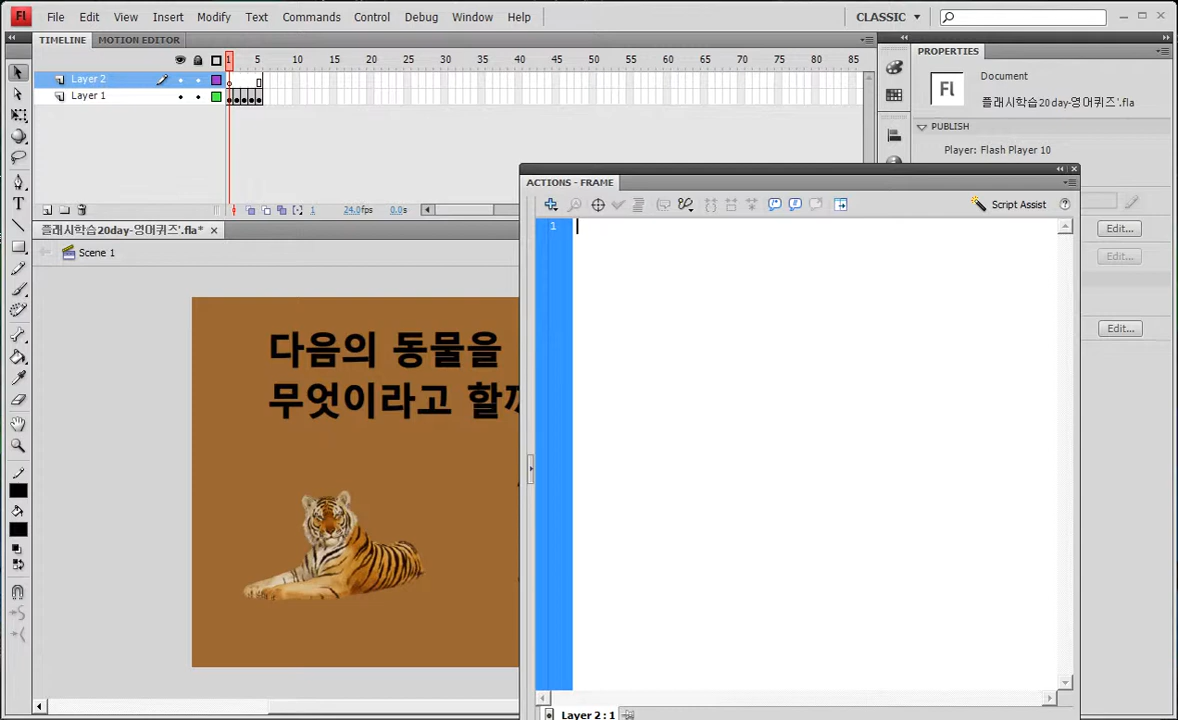 Fl File Edit View Insert Modify Text Commands Control Debug Window Help CLASSIC
TIMELINE MOTION EDITOR
1 5 10 15 20 25 30 35 40 45 50 55 60 65 70 75 80 85
Layer 2
Layer 1
1 24.0fps 0.0s
플래시학습20day-영어퀴즈'.fla*
Scene 1
다음의 동물을
무엇이라고 할까
ACTIONS - FRAME
Script Assist
1
Layer 2 : 1
PROPERTIES
Fl
Document
플래시학습20day-영어퀴즈'.fla
PUBLISH
Player: Flash Player 10
Edit...
Edit...
Edit...